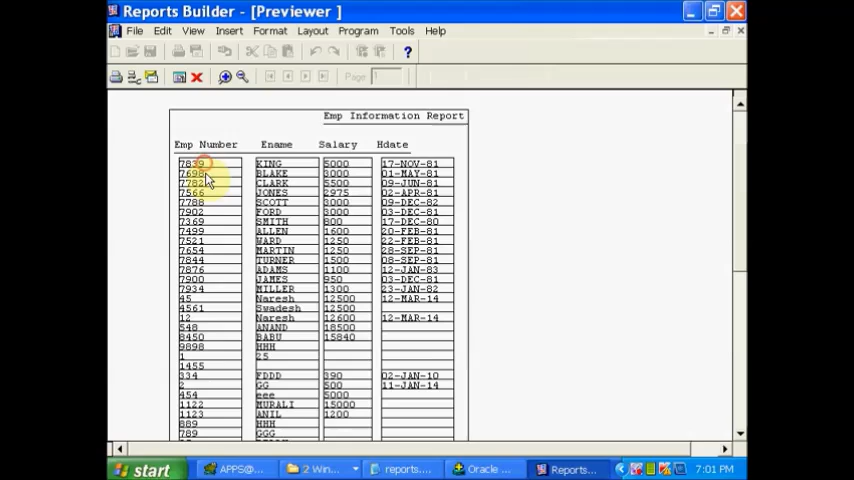 Reports Builder - [Previewer ]
File Edit View Insert Format Layout Program Tools Help
Page: 1
Emp Information Report
Emp Number Ename Salary Hdate
7839 KING 5000 17-NOV-81
7698 BLAKE 3000 01-MAY-81
7782 CLARK 5500 09-JUN-81
7566 JONES 2975 02-APR-81
7788 SCOTT 3000 09-DEC-82
7902 FORD 3000 03-DEC-81
7369 SMITH 800 17-DEC-80
7499 ALLEN 1600 20-FEB-81
7521 WARD 1250 22-FEB-81
7654 MARTIN 1250 28-SEP-81
7844 TURNER 1500 08-SEP-81
7876 ADAMS 1100 12-JAN-83
7900 JAMES 950 03-DEC-81
7934 MILLER 1300 23-JAN-82
45 Naresh 12500 12-MAR-14
4561 Swadesh 12500
12 Naresh 12600 12-MAR-14
548 ANAND 18500
8450 BABU 15840
9898 HHH
1 25
1455
334 FDDD 390 02-JAN-10
2 GG 500 11-JAN-14
454 eee 5000
1122 MURALI 15000
1123 ANIL 1200
889 HHH
789 GGG
start APPS@... 2 Win... reports.... Oracle ... Reports... 7:01 PM